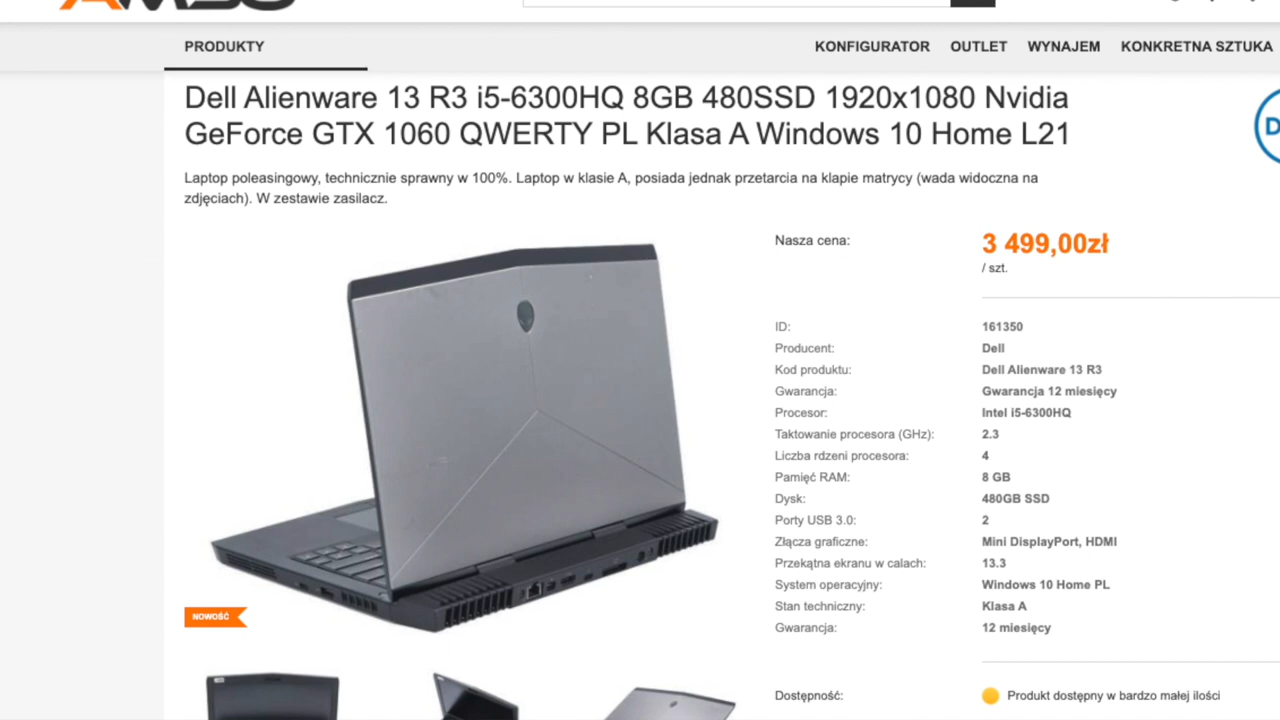 PRODUKTY
KONFIGURATOR OUTLET WYNAJEM KONKRETNA SZTUKA
Dell Alienware 13 R3 i5-6300HQ 8GB 480SSD 1920x1080 Nvidia
GeForce GTX 1060 QWERTY PL Klasa A Windows 10 Home L21
Laptop poleasingowy, technicznie sprawny w 100%. Laptop w klasie A, posiada jednak przetarcia na klapie matrycy (wada widoczna na
zdjęciach). W zestawie zasilacz.
Nasza cena: 3 499,00zł
/ szt.
ID: 161350
Producent: Dell
Kod produktu: Dell Alienware 13 R3
Gwarancja: Gwarancja 12 miesięcy
Procesor: Intel i5-6300HQ
Taktowanie procesora (GHz): 2.3
Liczba rdzeni procesora: 4
Pamięć RAM: 8 GB
Dysk: 480GB SSD
Porty USB 3.0: 2
Złącza graficzne: Mini DisplayPort, HDMI
Przekątna ekranu w calach: 13.3
System operacyjny: Windows 10 Home PL
Stan techniczny: Klasa A
Gwarancja: 12 miesięcy
NOWOŚĆ
Dostępność: Produkt dostępny w bardzo małej ilości